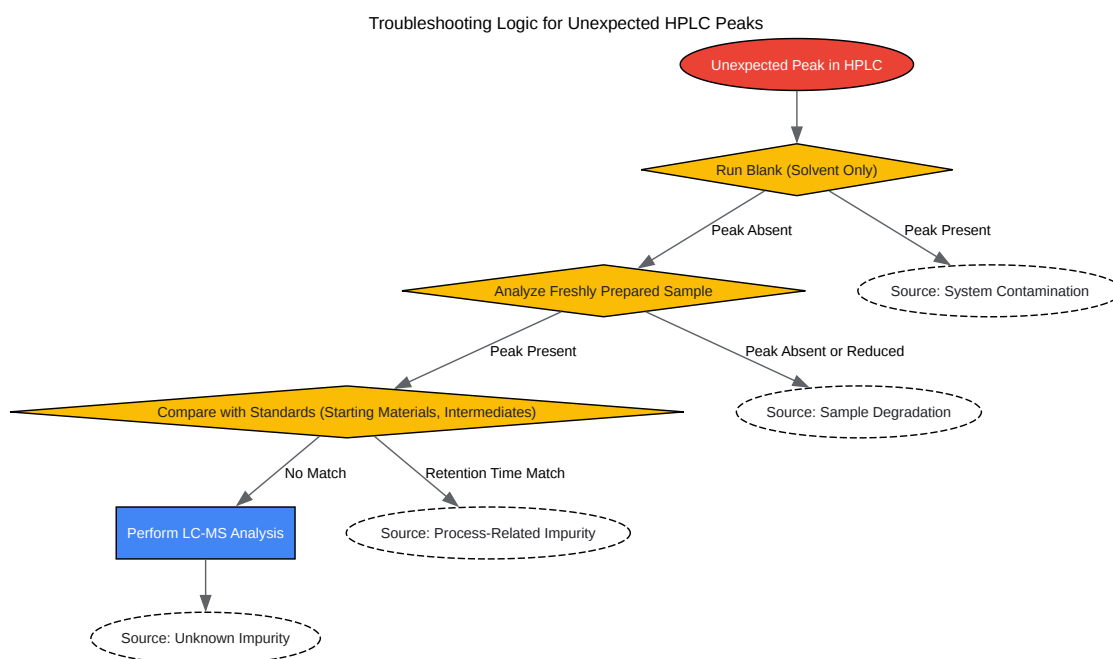 Troubleshooting Logic for Unexpected HPLC Peaks
Unexpected Peak in HPLC
Run Blank (Solvent Only)
Peak Absent
Peak Present
Analyze Freshly Prepared Sample
Source: System Contamination
Peak Present
Peak Absent or Reduced
Compare with Standards (Starting Materials, Intermediates)
Source: Sample Degradation
No Match
Retention Time Match
Perform LC-MS Analysis
Source: Process-Related Impurity
Source: Unknown Impurity